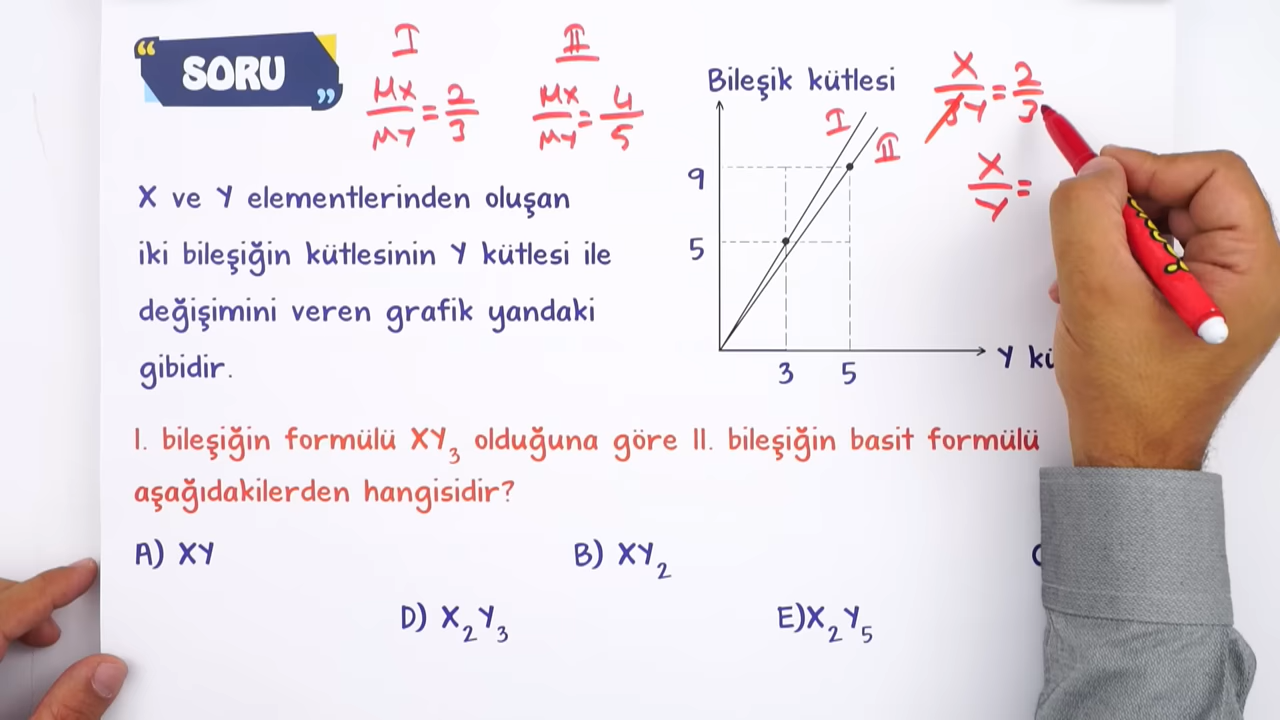 “ SORU ”
I
MX/MY = 2/3
II
MX/MY = 4/5
X ve Y elementlerinden oluşan
iki bileşiğin kütlesinin Y kütlesi ile
değişimini veren grafik yandaki
gibidir.
Bileşik kütlesi
I
II
9
5
3 5
Y
X/3Y = 2/3
X/Y =
I. bileşiğin formülü XY₃ olduğuna göre II. bileşiğin basit formülü
aşağıdakilerden hangisidir?
A) XY B) XY₂
D) X₂Y₃ E)X₂Y₅